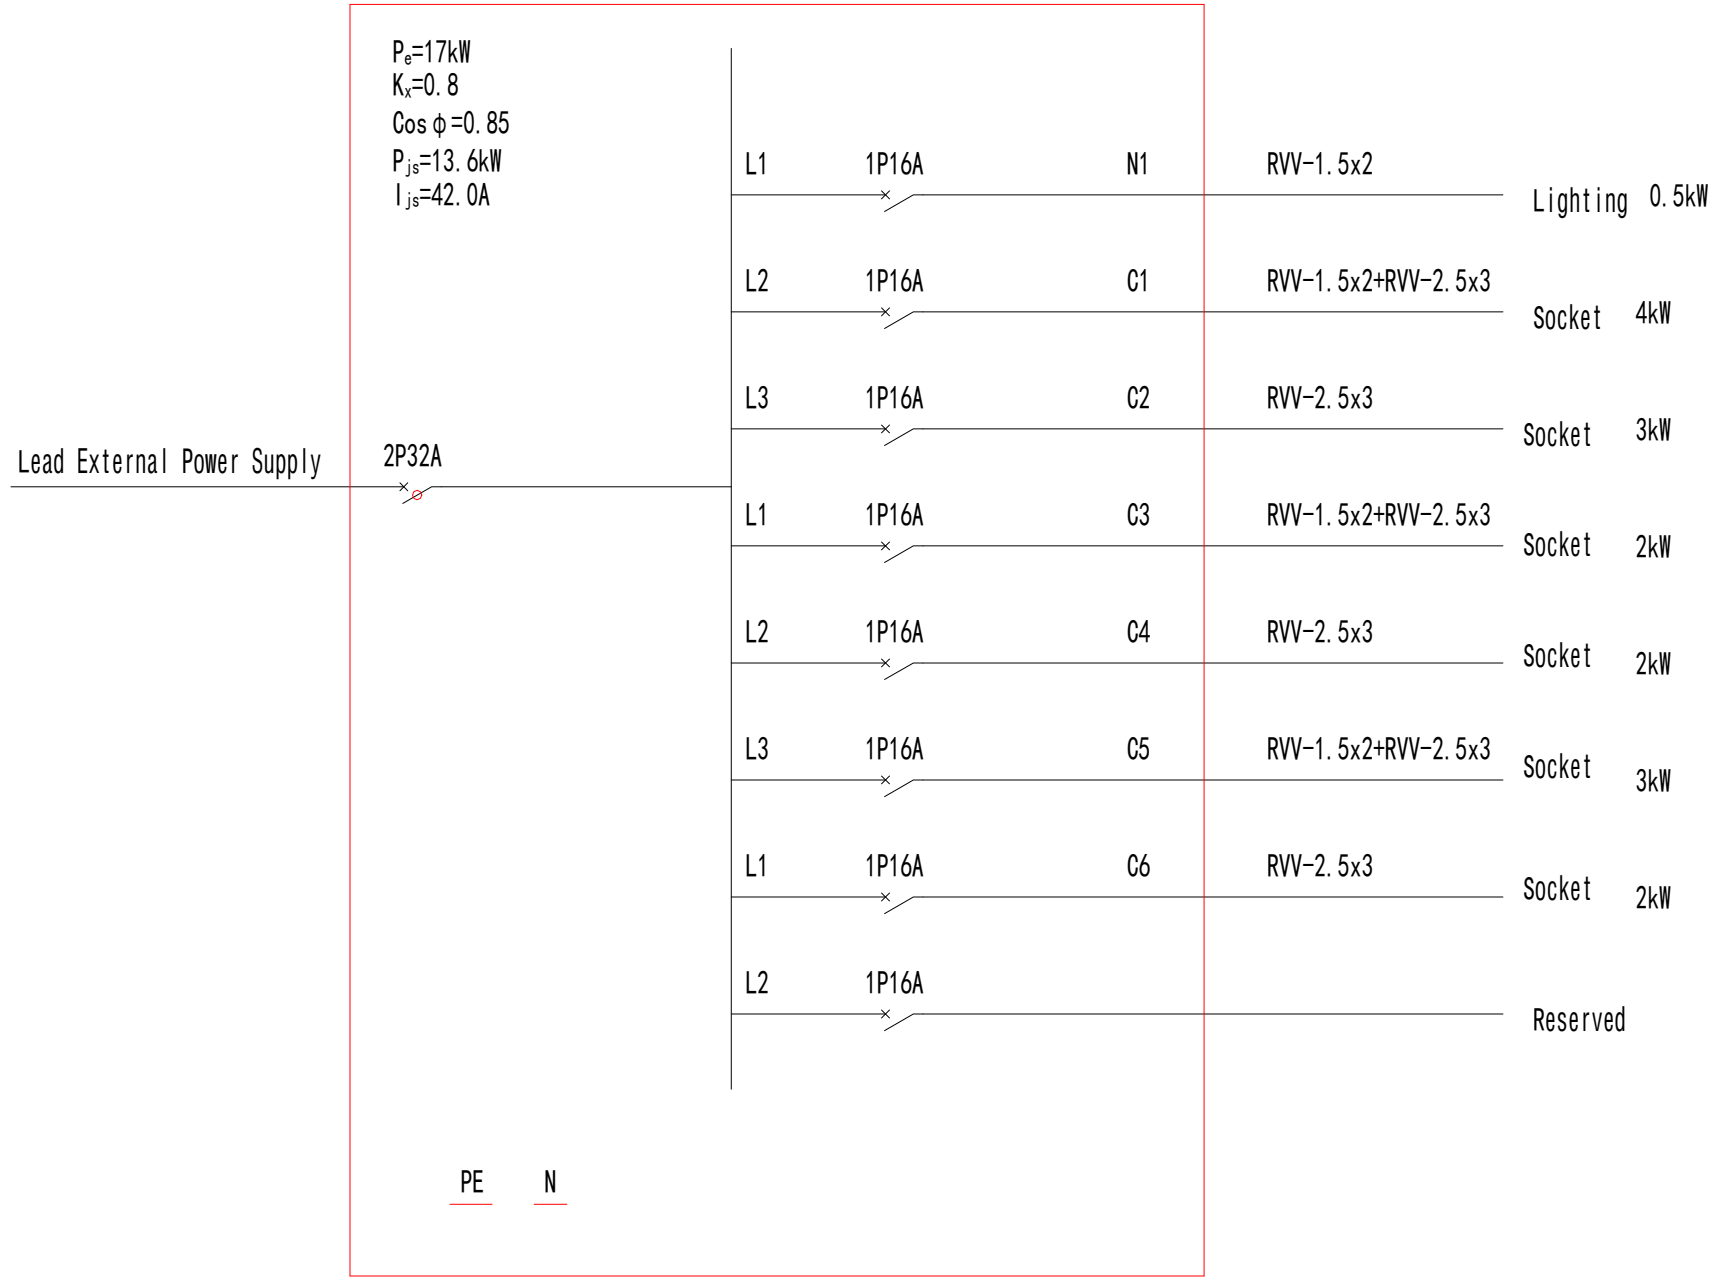 Pₑ=17kW
Kₓ=0.8
Cosφ=0.85
Pⱼₛ=13.6kW
Iⱼₛ=42.0A
L1 1P16A N1 RVV-1.5x2 Lighting 0.5kW
L2 1P16A C1 RVV-1.5x2+RVV-2.5x3 Socket 4kW
L3 1P16A C2 RVV-2.5x3 Socket 3kW
Lead External Power Supply 2P32A
L1 1P16A C3 RVV-1.5x2+RVV-2.5x3 Socket 2kW
L2 1P16A C4 RVV-2.5x3 Socket 2kW
L3 1P16A C5 RVV-1.5x2+RVV-2.5x3 Socket 3kW
L1 1P16A C6 RVV-2.5x3 Socket 2kW
L2 1P16A Reserved
PE N